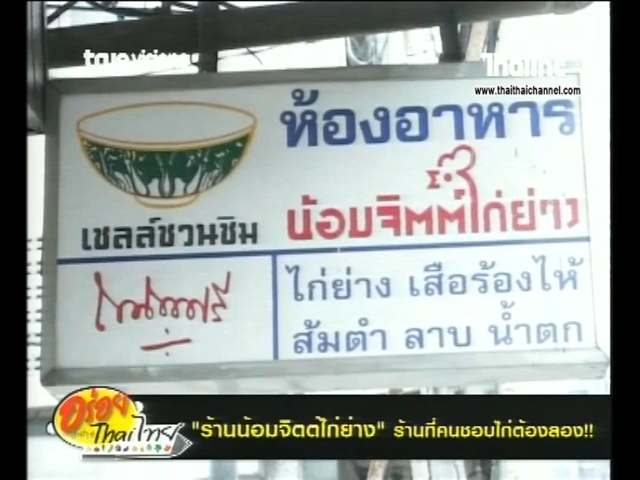 truevisions
Thailine
www.thaithaichannel.com
ห้องอาหาร
น้อมจิตต์ไก่ย่าง
เชลล์ชวนชิม
ไก่ย่าง เสือร้องไห้
ส้มตำ ลาบ น้ำตก
อร่อย
Thaiไทย
"ร้านน้อมจิตต์ไก่ย่าง" ร้านที่คนชอบไก่ต้องลอง!!